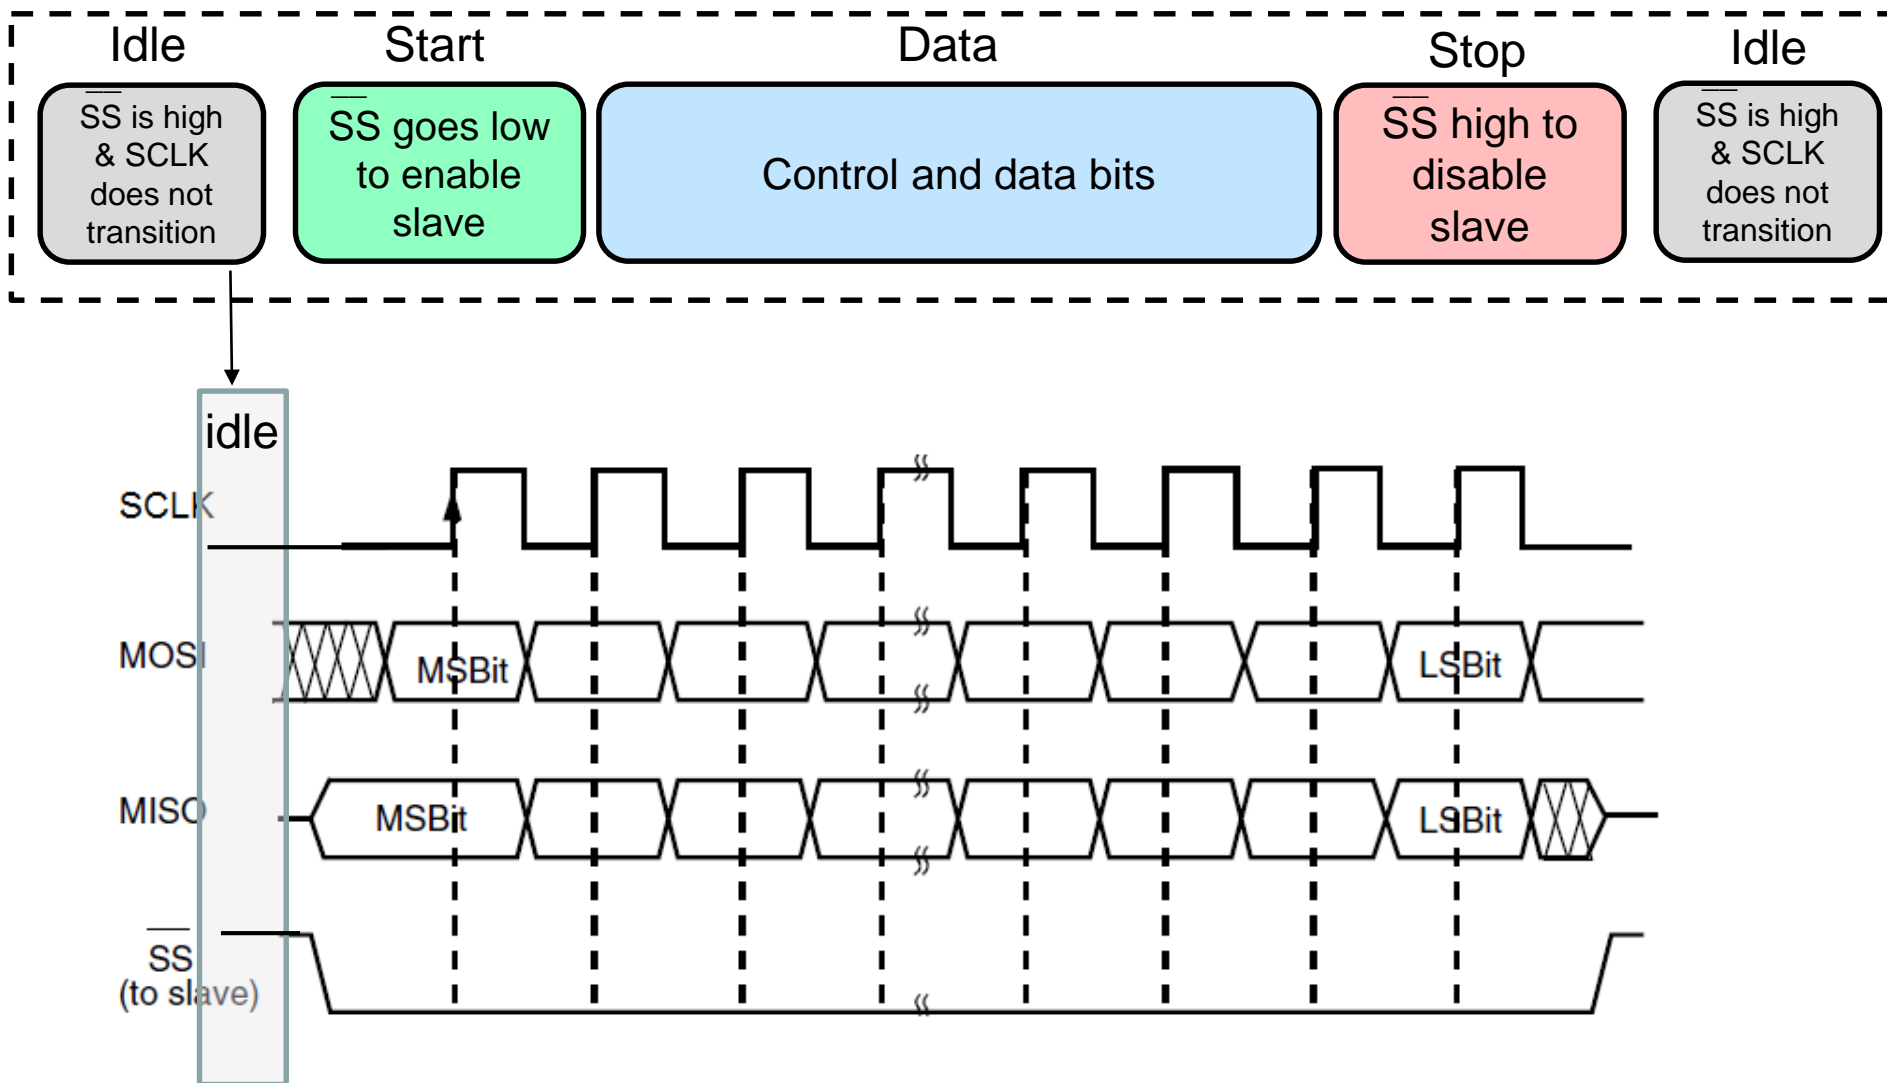 Idle
Start
Data
Stop
Idle
SS is high
& SCLK
does not
transition
SS goes low
to enable
slave
Control and data bits
SS high to
disable
slave
SS is high
& SCLK
does not
transition
idle
SCLK
MOSI
MSBit
LSBit
MISO
MSBit
LSBit
SS
(to slave)